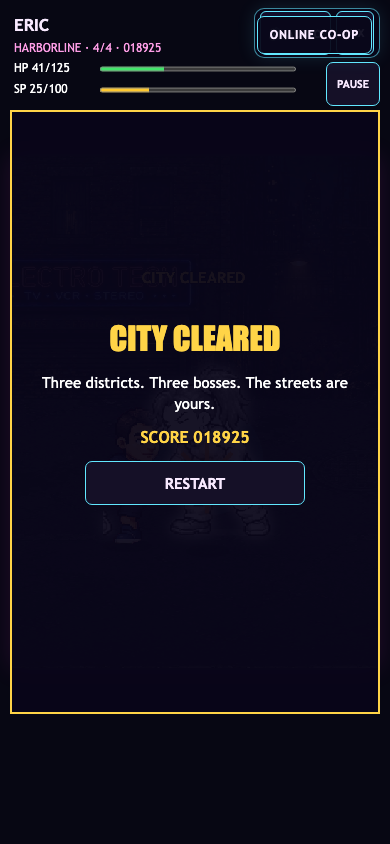 ERIC
HARBORLINE · 4/4 · 018925
ONLINE CO-OP
HP 41/125
SP 25/100
PAUSE
CITY CLEARED
CITY CLEARED
Three districts. Three bosses. The streets are
yours.
SCORE 018925
RESTART